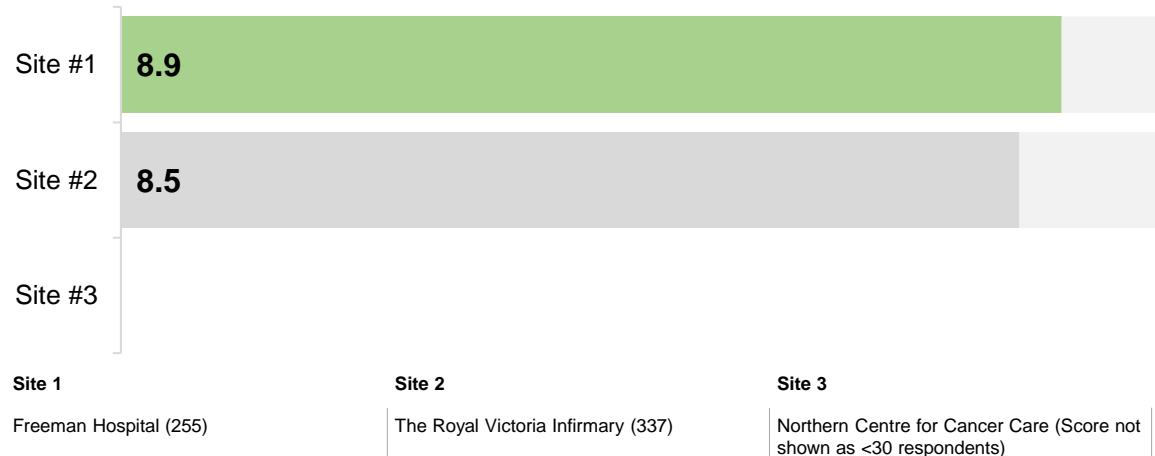 Site #1
8.9
Site #2
8.5
Site #3
Site 1
Site 2
Site 3
Freeman Hospital (255)
The Royal Victoria Infirmary (337)
Northern Centre for Cancer Care (Score not
shown as <30 respondents)